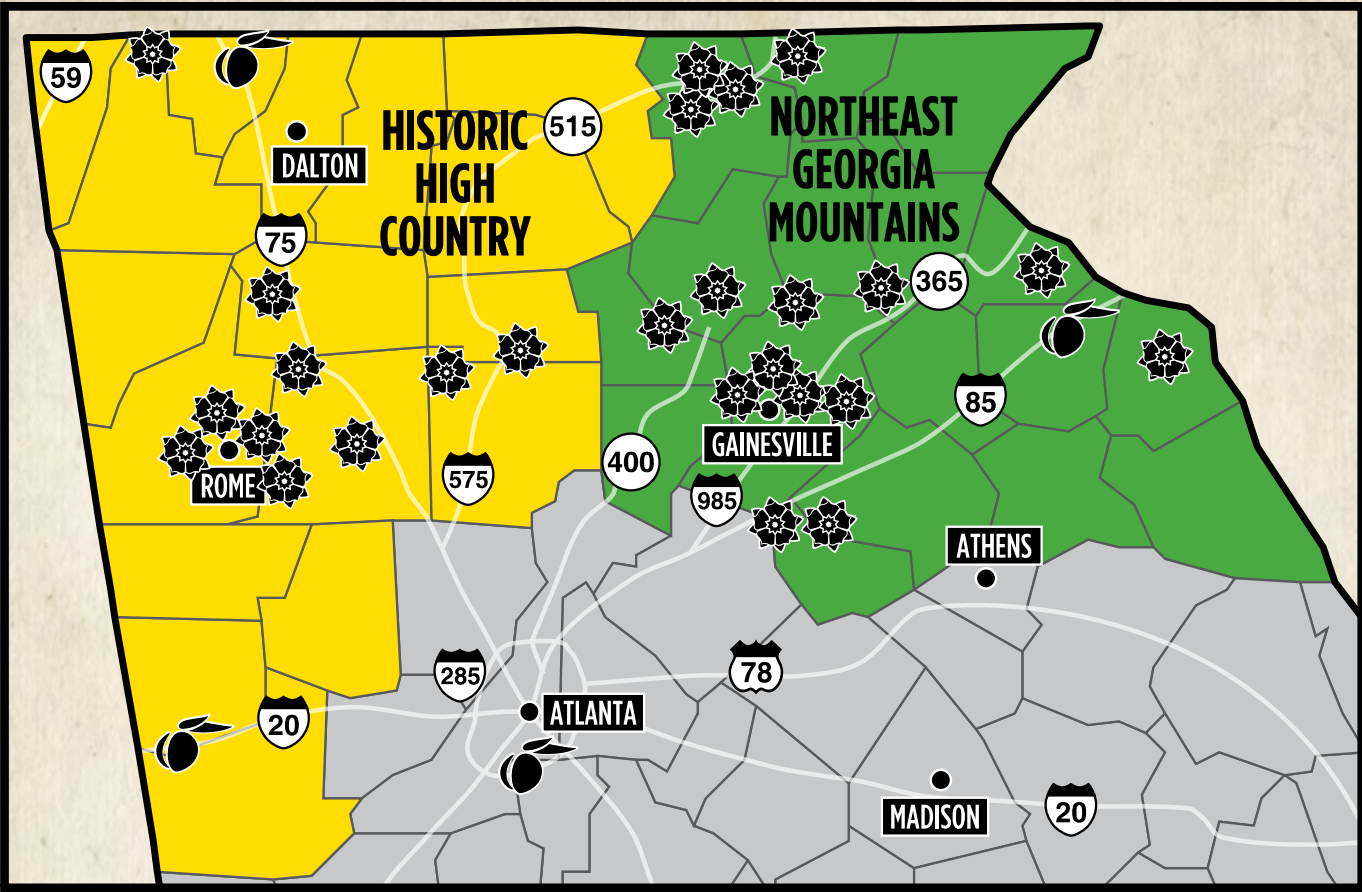 59
515
HISTORIC
HIGH
COUNTRY
NORTHEAST
GEORGIA
MOUNTAINS
DALTON
75
365
85
GAINESVILLE
400
575
ROME
985
ATHENS
285
78
20
ATLANTA
MADISON
20